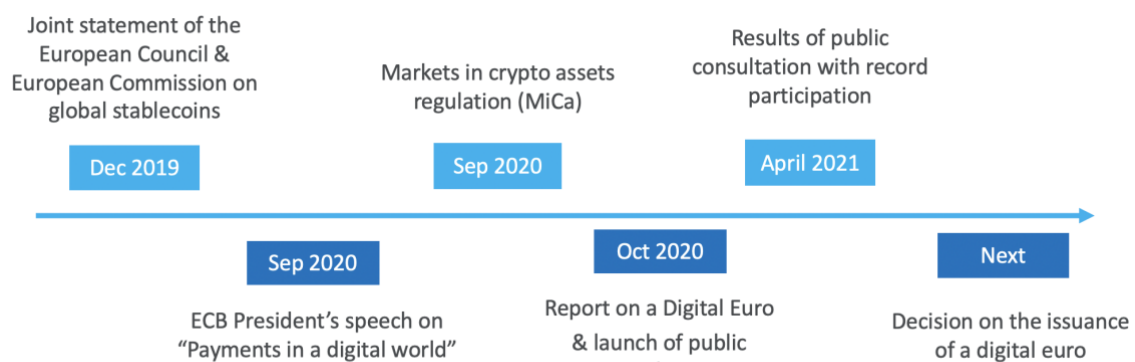 Joint statement of the
European Council &
European Commission on
global stablecoins
Dec 2019
Markets in crypto assets
regulation (MiCa)
Sep 2020
Results of public
consultation with record
participation
April 2021
Sep 2020
ECB President’s speech on
“Payments in a digital world”
Oct 2020
Report on a Digital Euro
& launch of public
Next
Decision on the issuance
of a digital euro